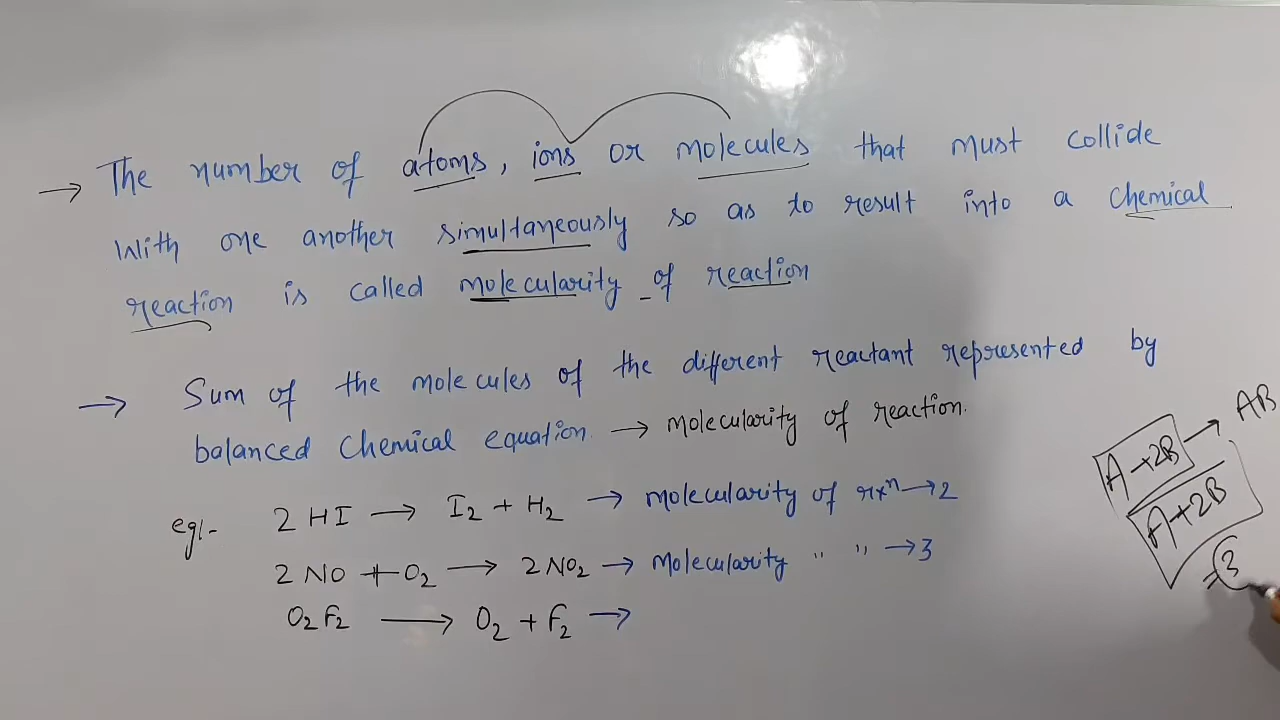 → The number of atoms, ions or molecules that must collide
with one another simultaneously so as to result into a chemical
reaction is called molecularity of reaction
→ Sum of the molecules of the different reactant represented by
balanced chemical equation → molecularity of reaction.
eg:- 2 HI → I₂ + H₂ → molecularity of rxⁿ → 2
2 NO + O₂ → 2 NO₂ → molecularity " " → 3
O₂F₂ → O₂ + F₂ →
A + 2B → AB
A + 2B
= 3